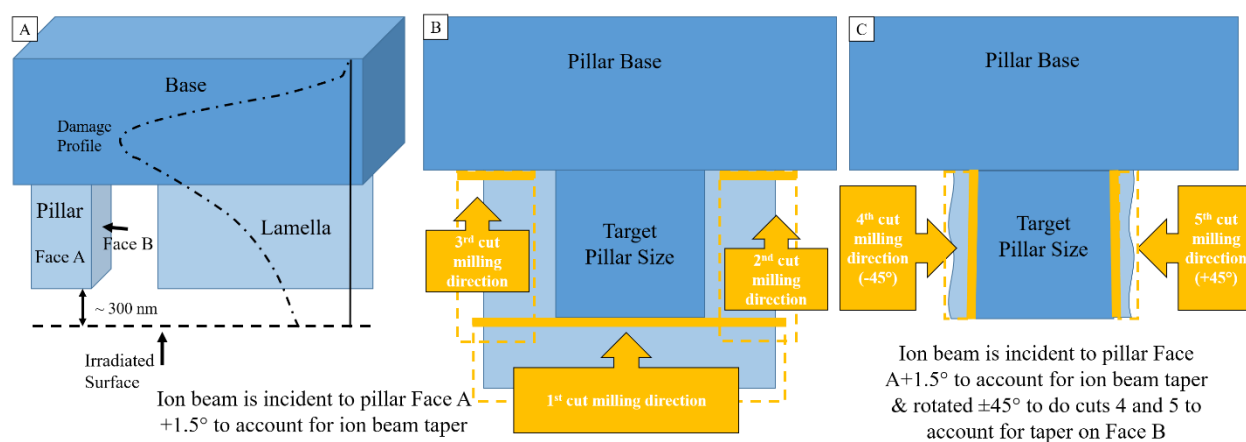 A
Base
Damage
Profile
Pillar
Face A
Face B
Lamella
~ 300 nm
Irradiated
Surface
Ion beam is incident to pillar Face A
+1.5° to account for ion beam taper
B
Pillar Base
Target
Pillar Size
3rd cut
milling
direction
2nd cut
milling
direction
1st cut milling direction
C
Pillar Base
4th cut
milling
direction
(-45°)
Target
Pillar Size
5th cut
milling
direction
(+45°)
Ion beam is incident to pillar Face
A+1.5° to account for ion beam taper
& rotated ±45° to do cuts 4 and 5 to
account for taper on Face B